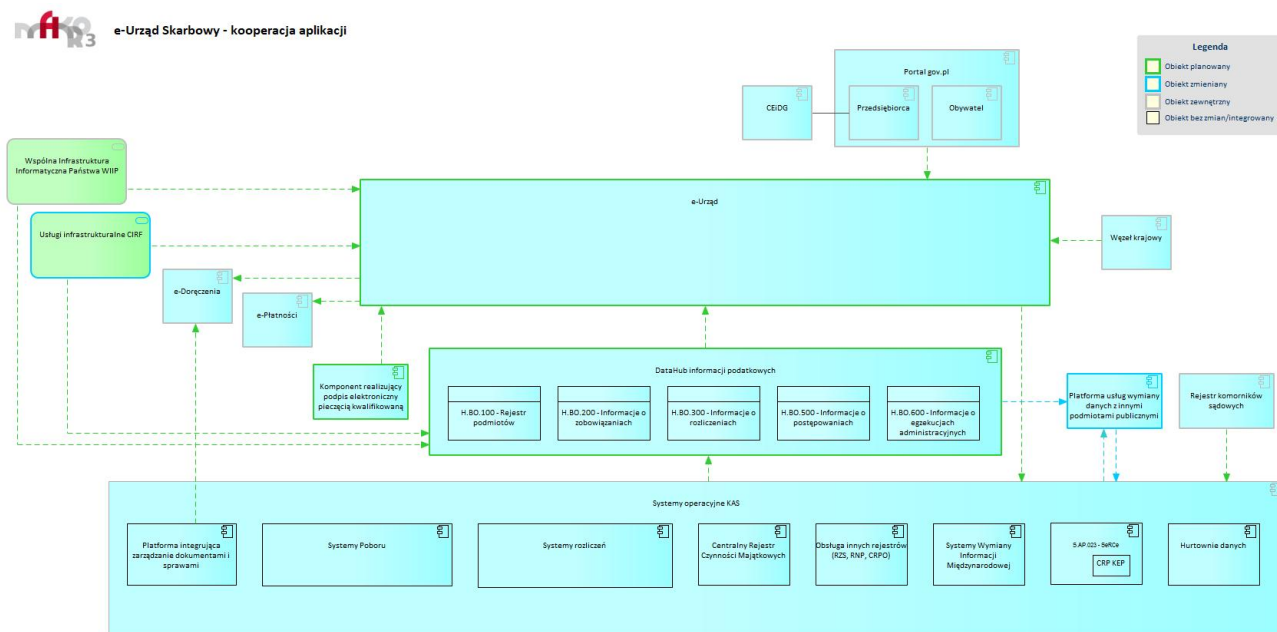 e-Urząd Skarbowy - kooperacja aplikacji
R3
Legenda
Obiekt planowany
Obiekt zmieniany
Obiekt zewnętrzny
Obiekt bez zmian/integrowany
Portal gov.pl
CEiDG
Przedsiębiorca
Obywatel
Wspólna Infrastruktura
Informatyczna Państwa WIIP
e-Urząd
Usługi infrastrukturalne CIRF
Węzeł krajowy
e-Doręczenia
e-Płatności
Komponent realizujący
podpis elektroniczny
pieczęcią kwalifikowaną
DataHub informacji podatkowych
H.BO.100 - Rejestr
podmiotów
H.BO.200 - Informacje o
zobowiązaniach
H.BO.300 - Informacje o
rozliczeniach
H.BO.500 - Informacje o
postępowaniach
H.BO.600 - Informacje o
egzekucjach
administracyjnych
Platforma usług wymiany
danych z innymi
podmiotami publicznymi
Rejestr komorników
sądowych
Systemy operacyjne KAS
Platforma integrująca
zarządzanie dokumentami i
sprawami
Systemy Poboru
Systemy rozliczeń
Centralny Rejestr
Czynności Majątkowych
Obsługa innych rejestrów
(RZS, RNP, CRPO)
Systemy Wymiany
Informacji
Międzynarodowej
S.AP.023 - SeRCe
CRP KEP
Hurtownie danych